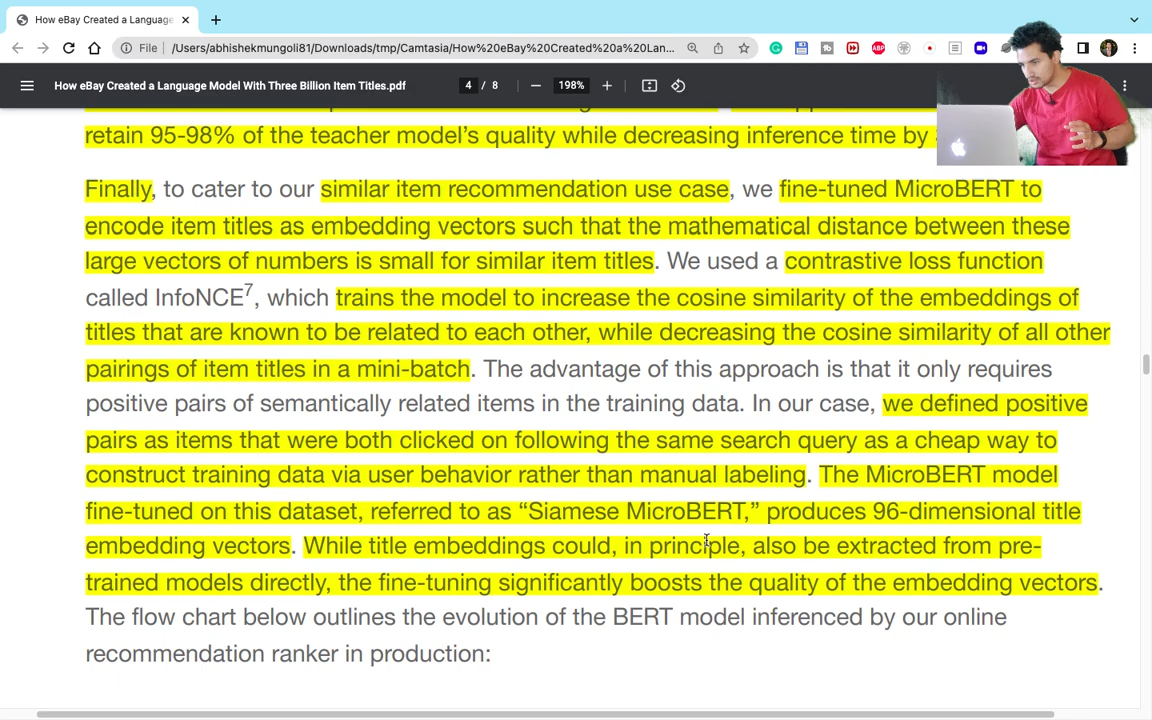 How eBay Created a Language
File
/Users/abhishekmungoli81/Downloads/tmp/Camtasia/How%20eBay%20Created%20a%20Lan...
ABP
How eBay Created a Language Model With Three Billion Item Titles.pdf
4 / 8
198%
retain 95-98% of the teacher model's quality while decreasing inference time by
Finally, to cater to our similar item recommendation use case, we fine-tuned MicroBERT to
encode item titles as embedding vectors such that the mathematical distance between these
large vectors of numbers is small for similar item titles. We used a contrastive loss function
called InfoNCE7, which trains the model to increase the cosine similarity of the embeddings of
titles that are known to be related to each other, while decreasing the cosine similarity of all other
pairings of item titles in a mini-batch. The advantage of this approach is that it only requires
positive pairs of semantically related items in the training data. In our case, we defined positive
pairs as items that were both clicked on following the same search query as a cheap way to
construct training data via user behavior rather than manual labeling. The MicroBERT model
fine-tuned on this dataset, referred to as “Siamese MicroBERT,” produces 96-dimensional title
embedding vectors. While title embeddings could, in principle, also be extracted from pre-
trained models directly, the fine-tuning significantly boosts the quality of the embedding vectors.
The flow chart below outlines the evolution of the BERT model inferenced by our online
recommendation ranker in production: